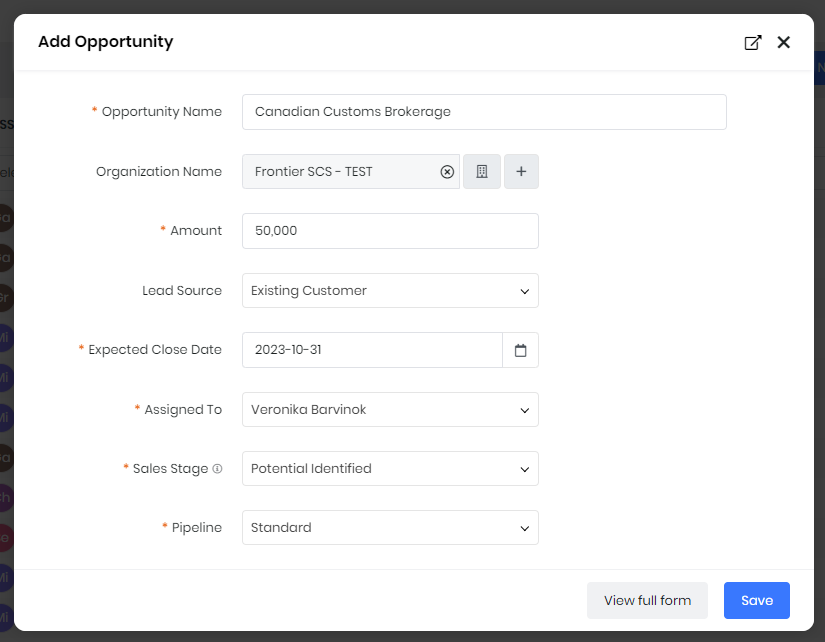 Add Opportunity
* Opportunity Name Canadian Customs Brokerage
Organization Name Frontier SCS - TEST
* Amount 50,000
Lead Source Existing Customer
* Expected Close Date 2023-10-31
* Assigned To Veronika Barvinok
* Sales Stage Potential Identified
* Pipeline Standard
View full form Save